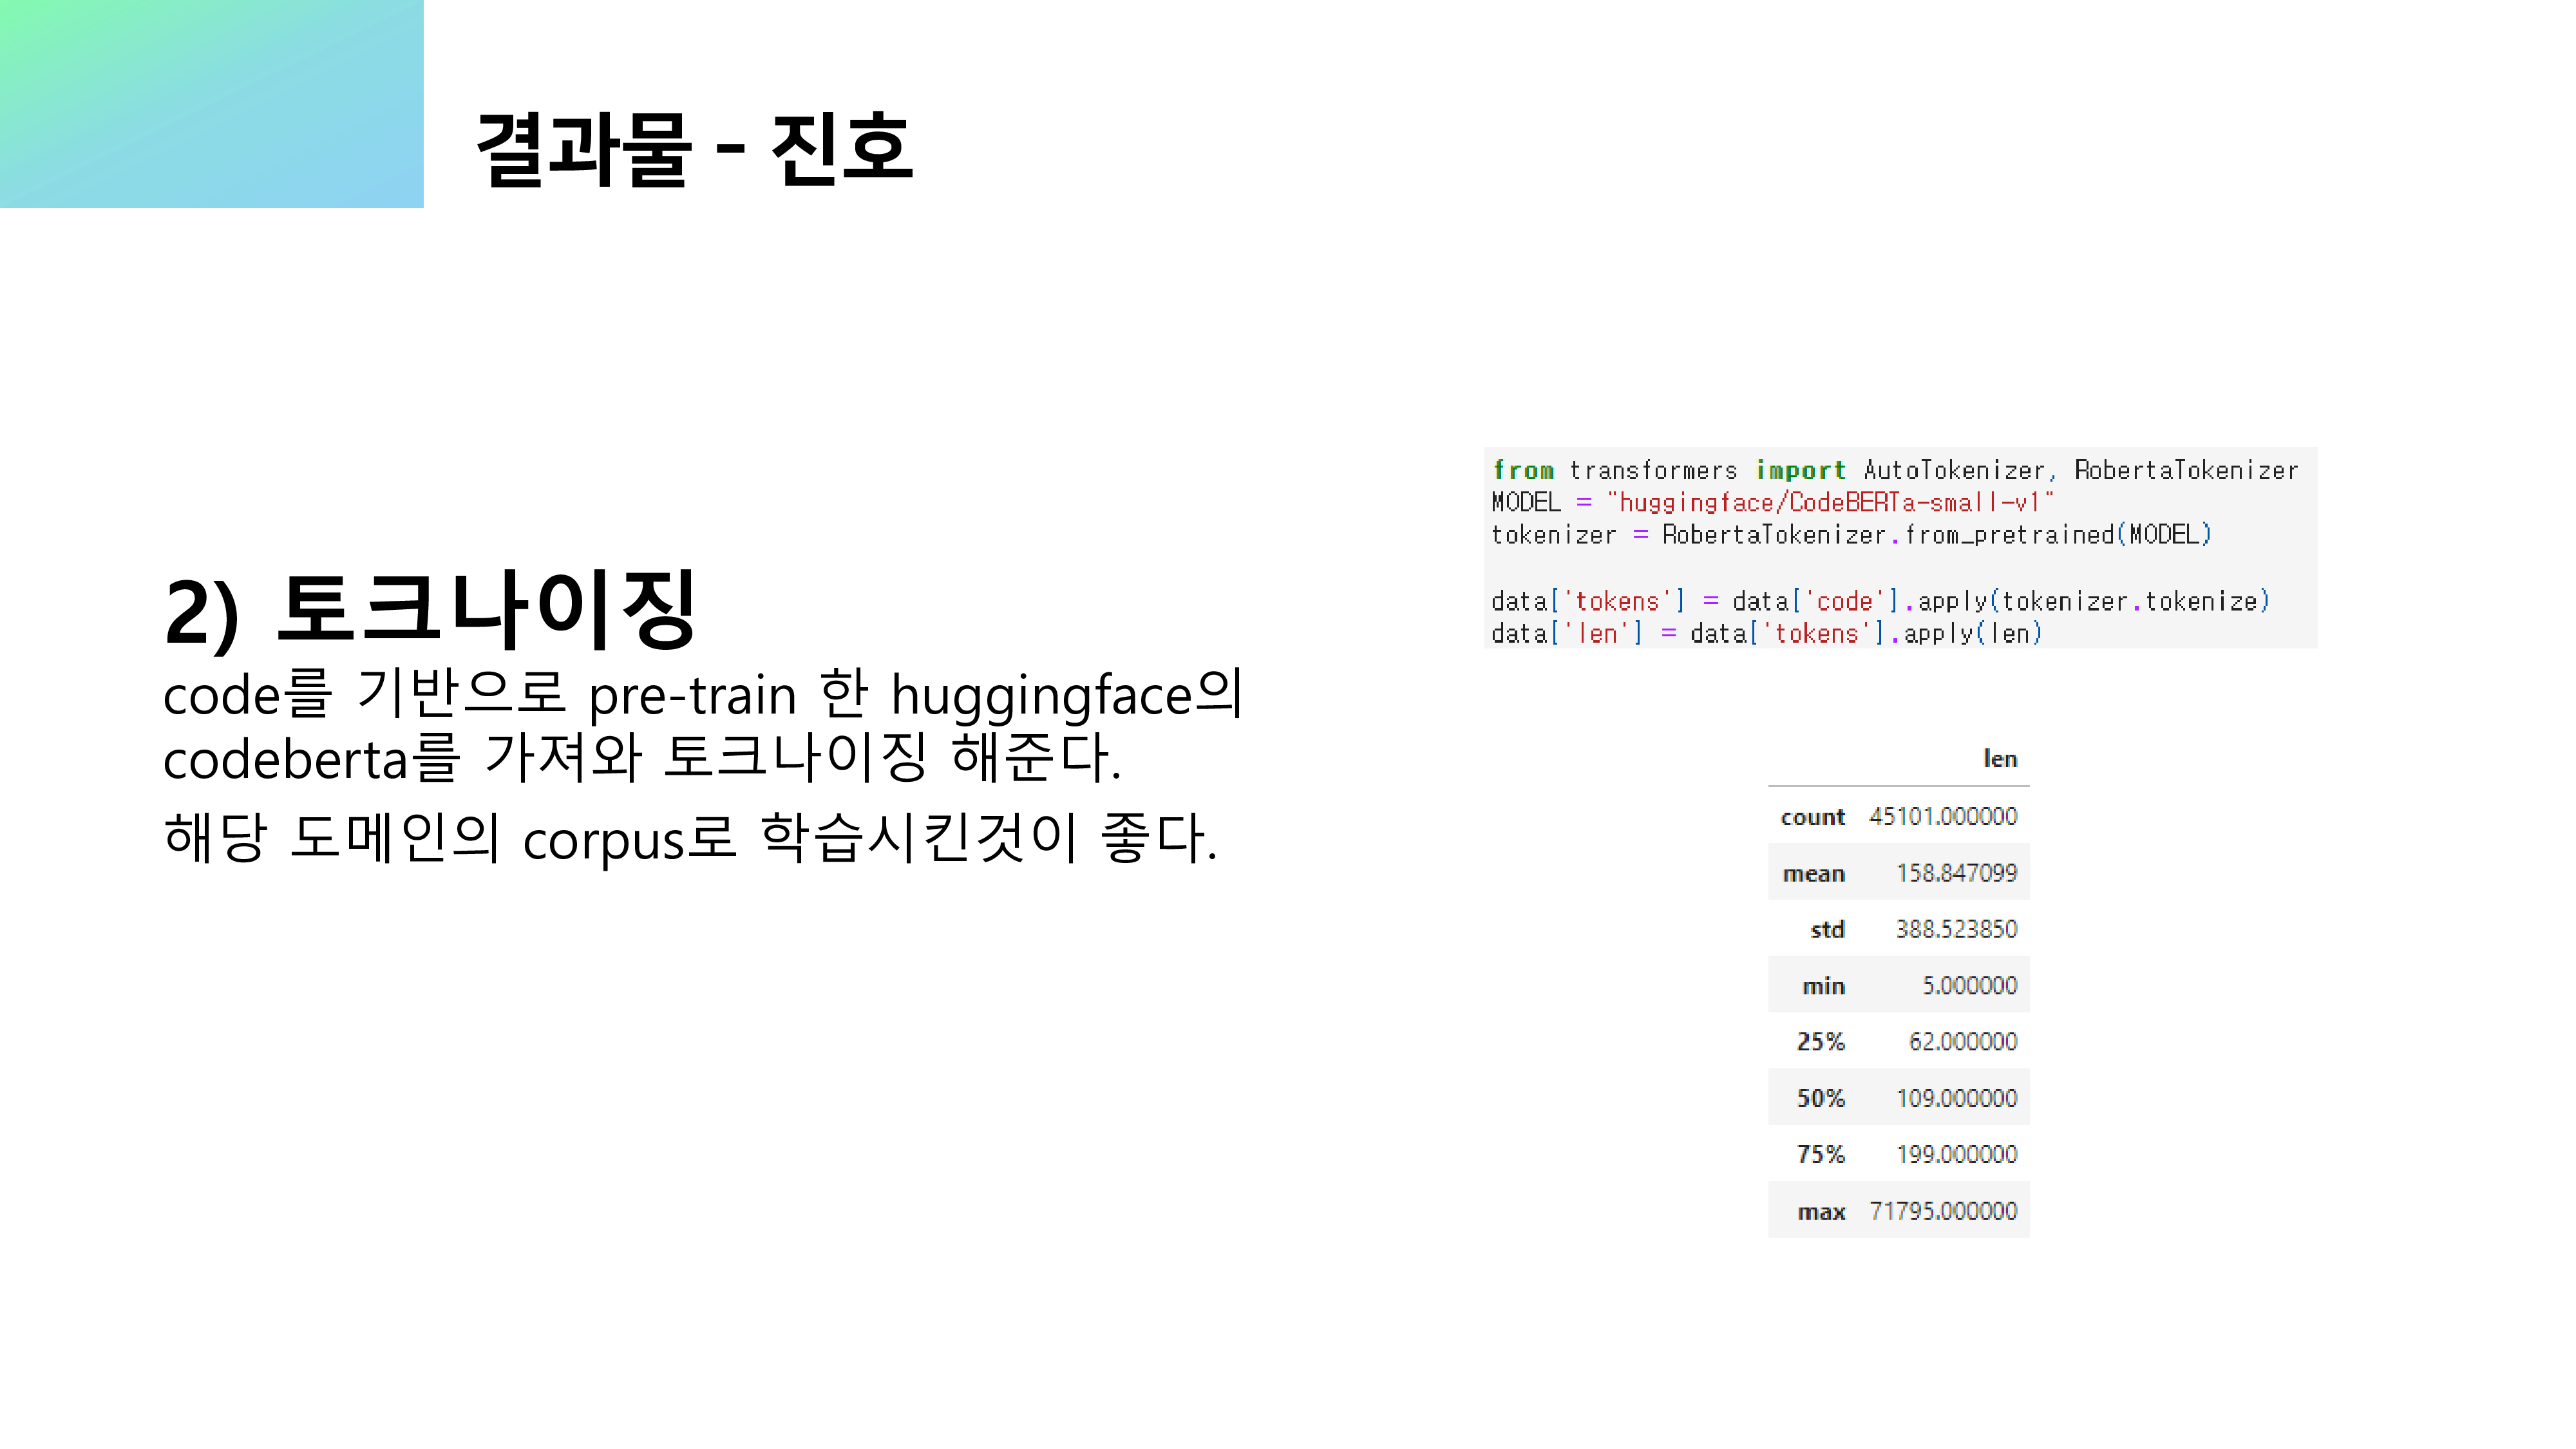 결과물 - 진호
2) 토크나이징
code를 기반으로 pre-train 한 huggingface의
codeberta를 가져와 토크나이징 해준다.
해당 도메인의 corpus로 학습시킨것이 좋다.
from transformers import AutoTokenizer, RobertaTokenizer
MODEL = "huggingface/CodeBERTa-small-v1"
tokenizer = RobertaTokenizer.from_pretrained(MODEL)
data['tokens'] = data['code'].apply(tokenizer.tokenize)
data['len'] = data['tokens'].apply(len)
len
count 45101.000000
mean 158.847099
std 388.523850
min 5.000000
25% 62.000000
50% 109.000000
75% 199.000000
max 71795.000000